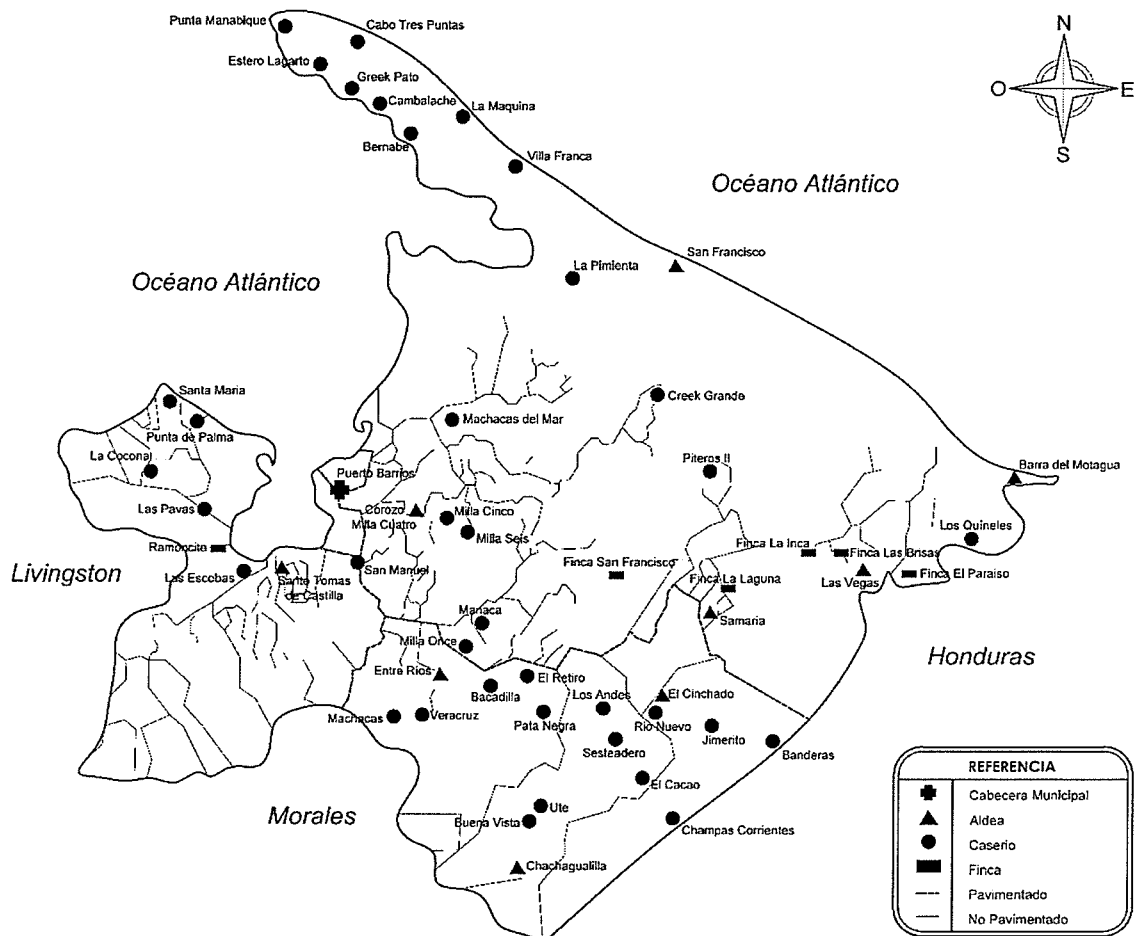 Punta Manabique
Cabo Tres Puntas
Estero Lagarto
Greek Pato
Cambalache
La Maquina
Bernabe
Villa Franca
N
O
E
S
Océano Atlántico
San Francisco
La Pimienta
Océano Atlántico
Santa Maria
Punta de Palma
La Coconal
Machacas del Mar
Creek Grande
Puerto Barrios
Piteros II
Barra del Motagua
Las Pavas
Corozo
Milla Cuatro
Milla Cinco
Milla Seis
Los Quineles
Ramoncito
Finca La Inca
Finca Las Brisas
Livingston
Las Escobas
Santo Tomas
de Castilla
San Manuel
Finca San Francisco
Finca La Laguna
Las Vegas
Finca El Paraiso
Manaca
Samaria
Milla Once
Honduras
Entre Rios
El Retiro
Bacadilla
Los Andes
El Cinchado
Machacas
Veracruz
Pata Negra
Rio Nuevo
Jimerito
Sesteadero
Banderas
El Cacao
Morales
Ute
Buena Vista
Champas Corrientes
Chachagualilla
REFERENCIA
Cabecera Municipal
Aldea
Caserio
Finca
Pavimentado
No Pavimentado